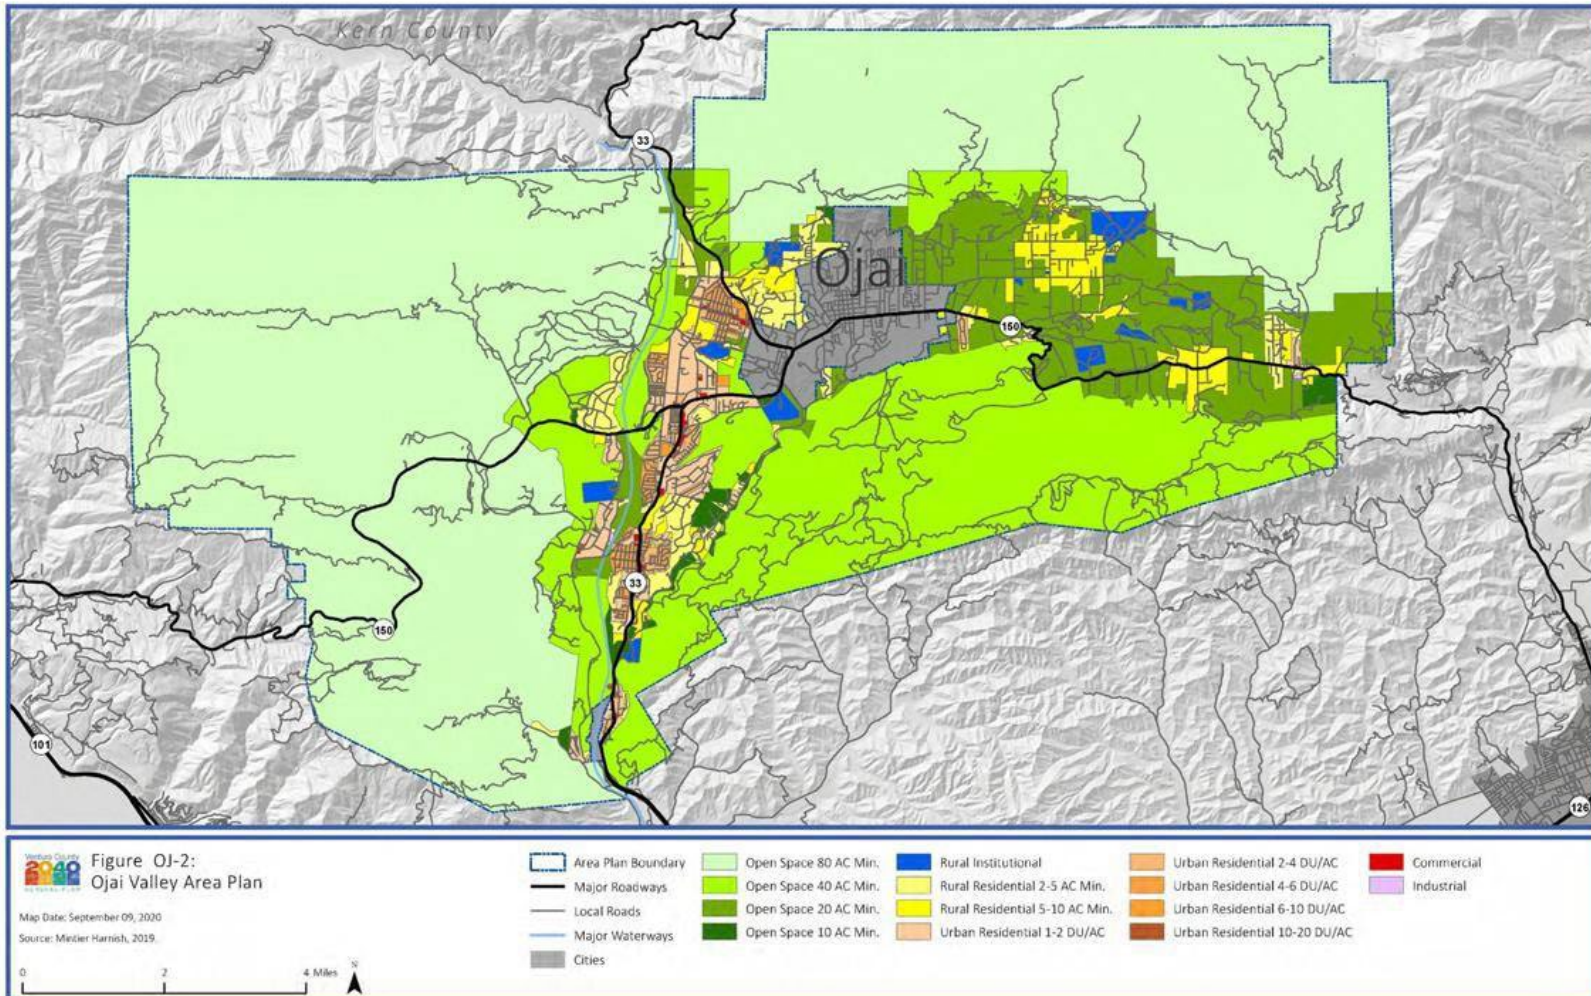 Kern County
33
Ojai
150
33
150
101
126
Ventura County
2040
GENERAL PLAN
Figure OJ-2:
Ojai Valley Area Plan
Map Date: September 09, 2020
Source: Mintier Harnish, 2019.
0 2 4 Miles
N
Area Plan Boundary
Major Roadways
Local Roads
Major Waterways
Cities
Open Space 80 AC Min.
Open Space 40 AC Min.
Open Space 20 AC Min.
Open Space 10 AC Min.
Rural Institutional
Rural Residential 2-5 AC Min.
Rural Residential 5-10 AC Min.
Urban Residential 1-2 DU/AC
Urban Residential 2-4 DU/AC
Urban Residential 4-6 DU/AC
Urban Residential 6-10 DU/AC
Urban Residential 10-20 DU/AC
Commercial
Industrial